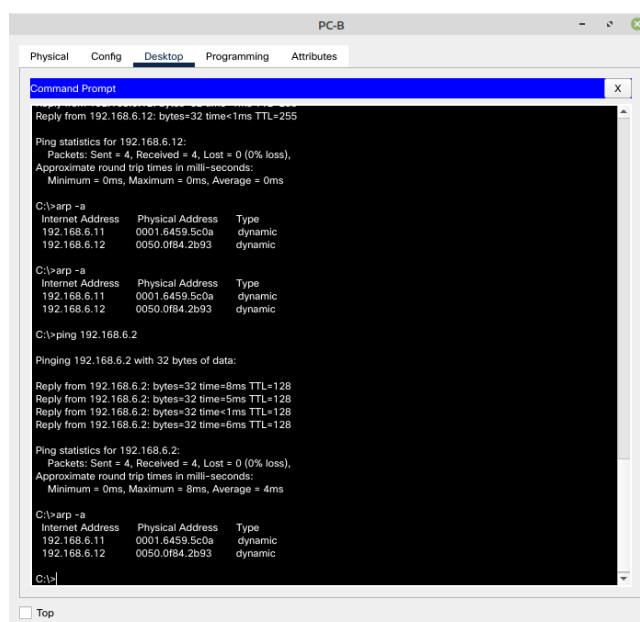 PC-B
Physical Config Desktop Programming Attributes
Command Prompt
X
Reply from 192.168.6.12: bytes=32 time<1ms TTL=255
Ping statistics for 192.168.6.12:
Packets: Sent = 4, Received = 4, Lost = 0 (0% loss),
Approximate round trip times in milli-seconds:
Minimum = 0ms, Maximum = 0ms, Average = 0ms
C:\>arp -a
Internet Address Physical Address Type
192.168.6.11 0001.6459.5c0a dynamic
192.168.6.12 0050.0f84.2b93 dynamic
C:\>arp -a
Internet Address Physical Address Type
192.168.6.11 0001.6459.5c0a dynamic
192.168.6.12 0050.0f84.2b93 dynamic
C:\>ping 192.168.6.2
Pinging 192.168.6.2 with 32 bytes of data:
Reply from 192.168.6.2: bytes=32 time=8ms TTL=128
Reply from 192.168.6.2: bytes=32 time=5ms TTL=128
Reply from 192.168.6.2: bytes=32 time<1ms TTL=128
Reply from 192.168.6.2: bytes=32 time=6ms TTL=128
Ping statistics for 192.168.6.2:
Packets: Sent = 4, Received = 4, Lost = 0 (0% loss),
Approximate round trip times in milli-seconds:
Minimum = 0ms, Maximum = 8ms, Average = 4ms
C:\>arp -a
Internet Address Physical Address Type
192.168.6.11 0001.6459.5c0a dynamic
192.168.6.12 0050.0f84.2b93 dynamic
C:\>
Top